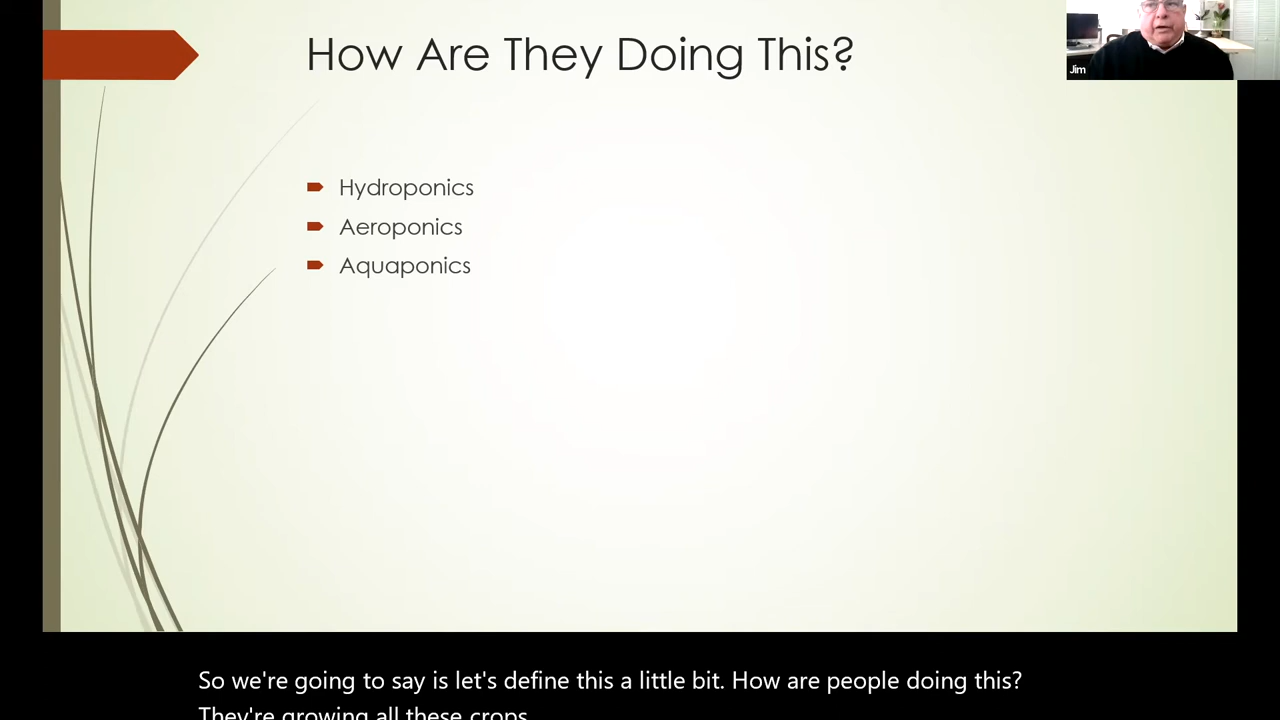 How Are They Doing This?
Jim
Hydroponics
Aeroponics
Aquaponics
So we're going to say is let's define this a little bit. How are people doing this?
They're growing all these crops